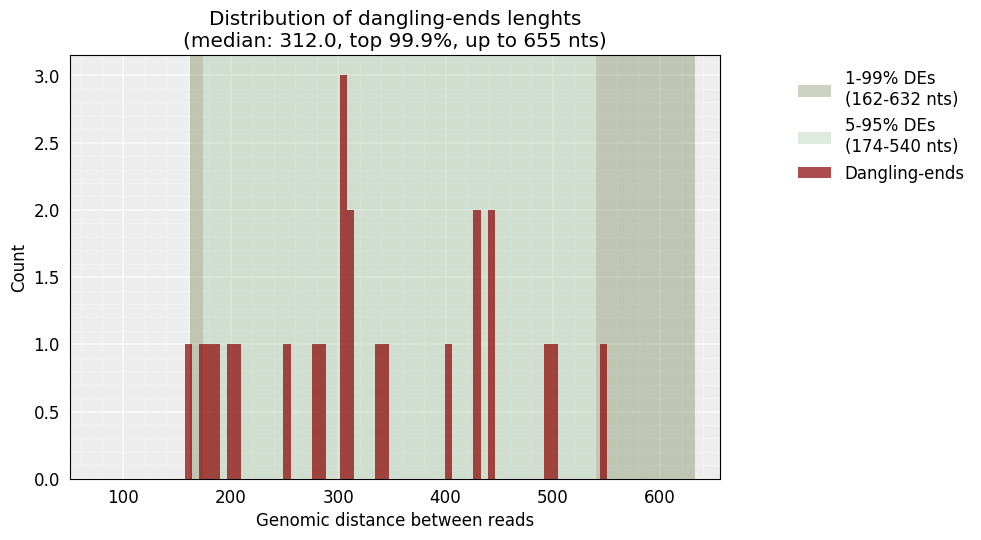 Distribution of dangling-ends lenghts
(median: 312.0, top 99.9%, up to 655 nts)
3.0
2.5
2.0
1.5
1.0
0.5
0.0
Count
100 200 300 400 500 600
Genomic distance between reads
1-99% DEs
(162-632 nts)
5-95% DEs
(174-540 nts)
Dangling-ends